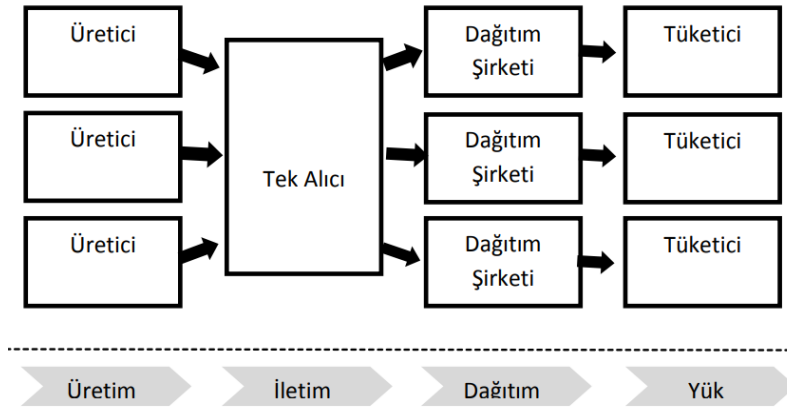 Üretici
Dağıtım
Şirketi
Tüketici
Üretici
Tek Alıcı
Dağıtım
Şirketi
Tüketici
Üretici
Dağıtım
Şirketi
Tüketici
Üretim
İletim
Dağıtım
Yük